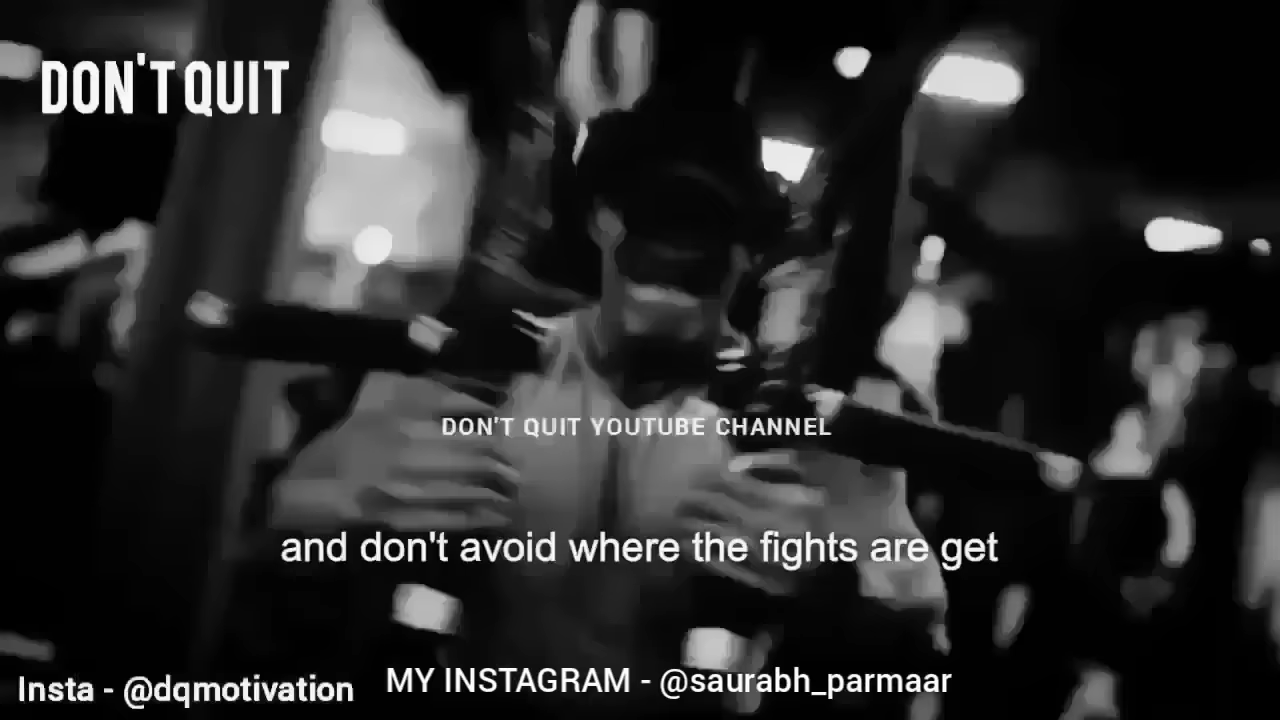 DON'T QUIT
DON'T QUIT YOUTUBE CHANNEL
and don't avoid where the fights are get
Insta - @dqmotivation
MY INSTAGRAM - @saurabh_parmaar